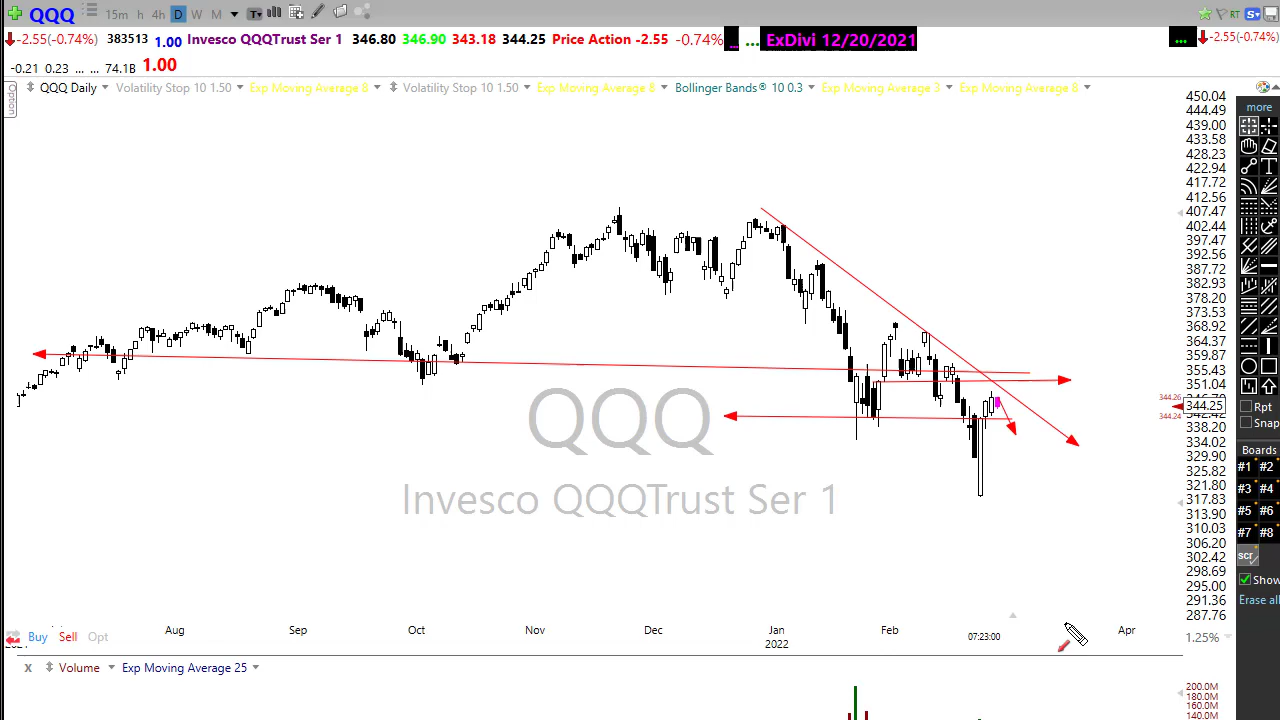 QQQ 15m h 4h D W M T S
-2.55(-0.74%) 383513 1.00 Invesco QQQTrust Ser 1 346.80 346.90 343.18 344.25 Price Action -2.55 -0.74% ... ... ExDivi 12/20/2021 ... -2.55(-0.74%)
-0.21 0.23 ... ... 74.1B 1.00
Option
QQQ Daily Volatility Stop 10 1.50 Exp Moving Average 8 Volatility Stop 10 1.50 Exp Moving Average 8 Bollinger Bands® 10 0.3 Exp Moving Average 3 Exp Moving Average 8
RT
450.04
444.49
439.00
433.58
428.23
422.94
417.72
412.56
407.47
402.44
397.47
392.56
387.72
382.93
378.20
373.53
368.92
364.37
359.87
355.43
351.04
344.26
344.25
344.24
342.42
338.20
334.02
329.90
325.82
321.80
317.83
313.90
310.03
306.20
302.42
298.69
295.00
291.36
287.76
QQQ
Invesco QQQTrust Ser 1
more
T
Rpt
Snap
Boards
#1 #2
#3 #4
#5 #6
#7 #8
scr
Show
Erase all
Buy Sell Opt
Aug Sep Oct Nov Dec Jan Feb 07:23:00 Apr
2022
1.25%
x Volume Exp Moving Average 25
200.0M
180.0M
160.0M
140.0M